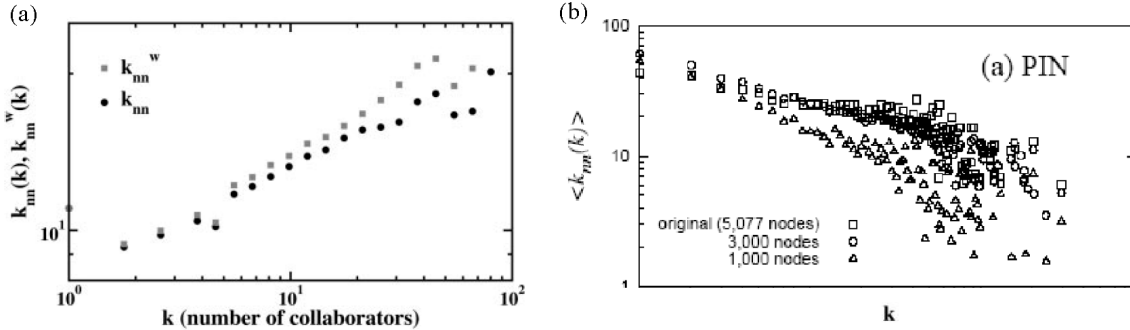 (a)
k_nn(k), k_nn^w(k)
k_nn^w
k_nn
10^1
10^0
10^1
10^2
k (number of collaborators)
(b)
<k_nn(k)>
100
10
1
(a) PIN
original (5,077 nodes)
3,000 nodes
1,000 nodes
k